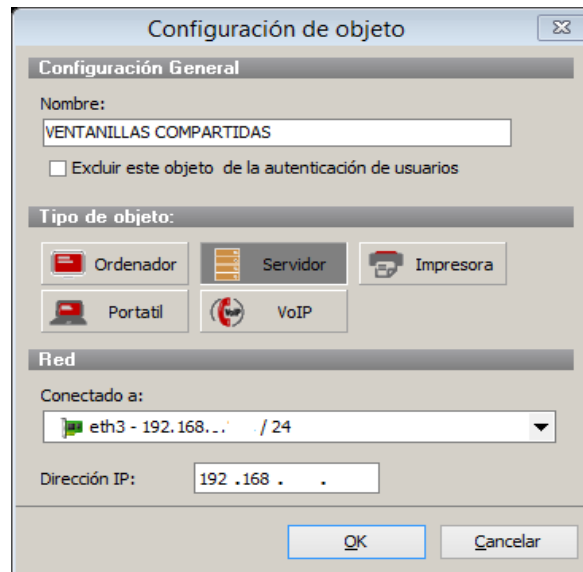 Configuración de objeto
Configuración General
Nombre:
VENTANILLAS COMPARTIDAS
Excluir este objeto de la autenticación de usuarios
Tipo de objeto:
Ordenador Servidor Impresora
Portatil VoIP
Red
Conectado a:
eth3 - 192.168. / 24
Dirección IP: 192 .168 . .
OK Cancelar